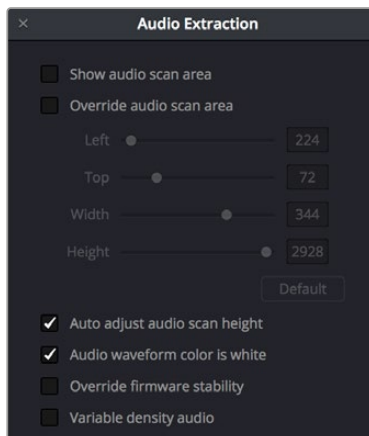 Audio Extraction
Show audio scan area
Override audio scan area
Left 224
Top 72
Width 344
Height 2928
Default
Auto adjust audio scan height
Audio waveform color is white
Override firmware stability
Variable density audio